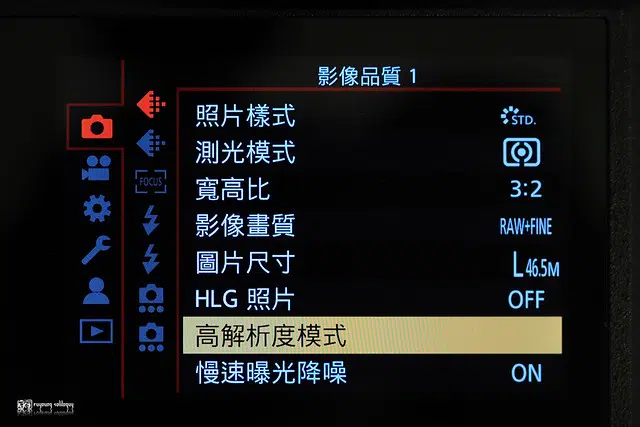 影像品質 1
照片樣式 STD.
測光模式
寬高比 3:2
影像畫質 RAW+FINE
圖片尺寸 L 46.5M
HLG 照片 OFF
高解析度模式
慢速曝光降噪 ON
FOCUS